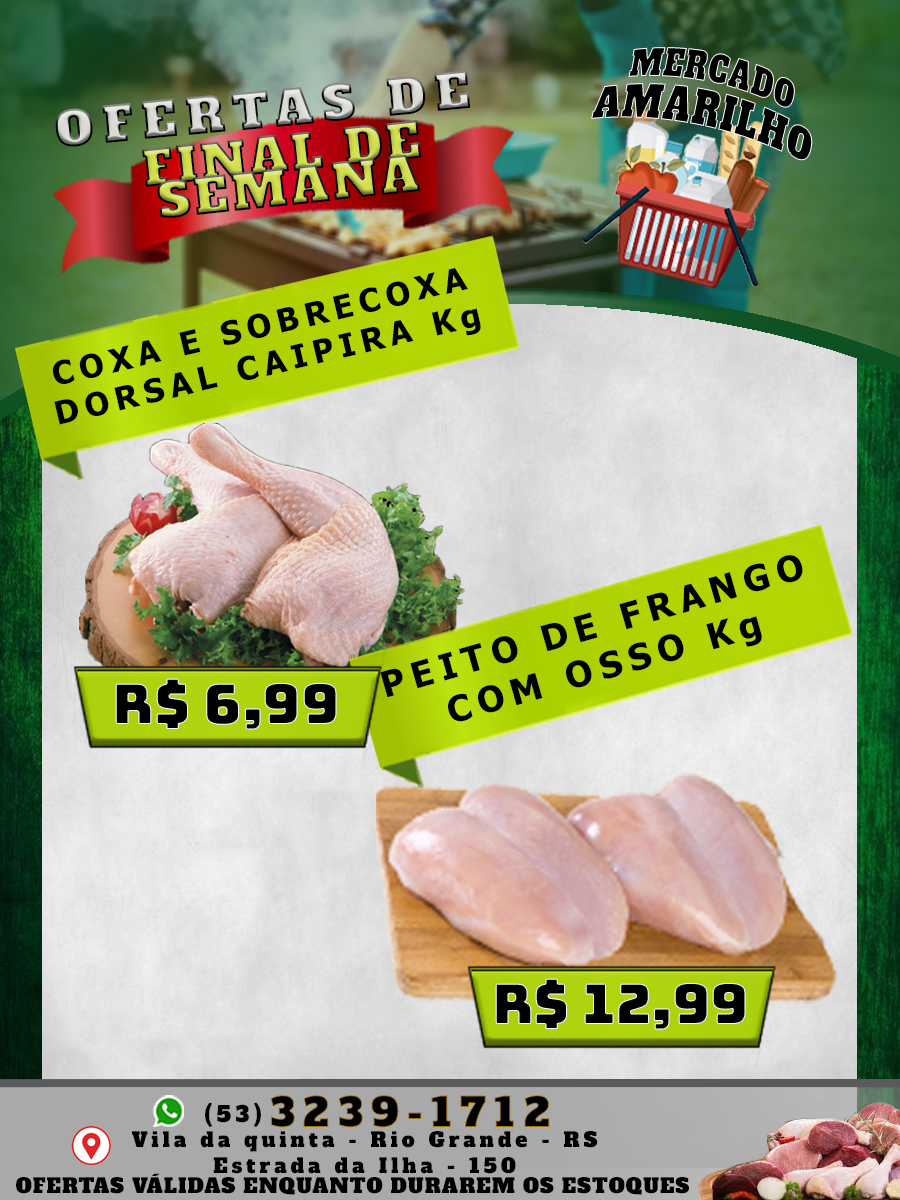 OFERTAS DE
FINAL DE
SEMANA
MERCADO
AMARILHO
COXA E SOBRECOXA
DORSAL CAIPIRA Kg
R$ 6,99
PEITO DE FRANGO
COM OSSO Kg
R$ 12,99
(53) 3239-1712
Vila da quinta - Rio Grande - RS
Estrada da Ilha - 150
OFERTAS VÁLIDAS ENQUANTO DURAREM OS ESTOQUES